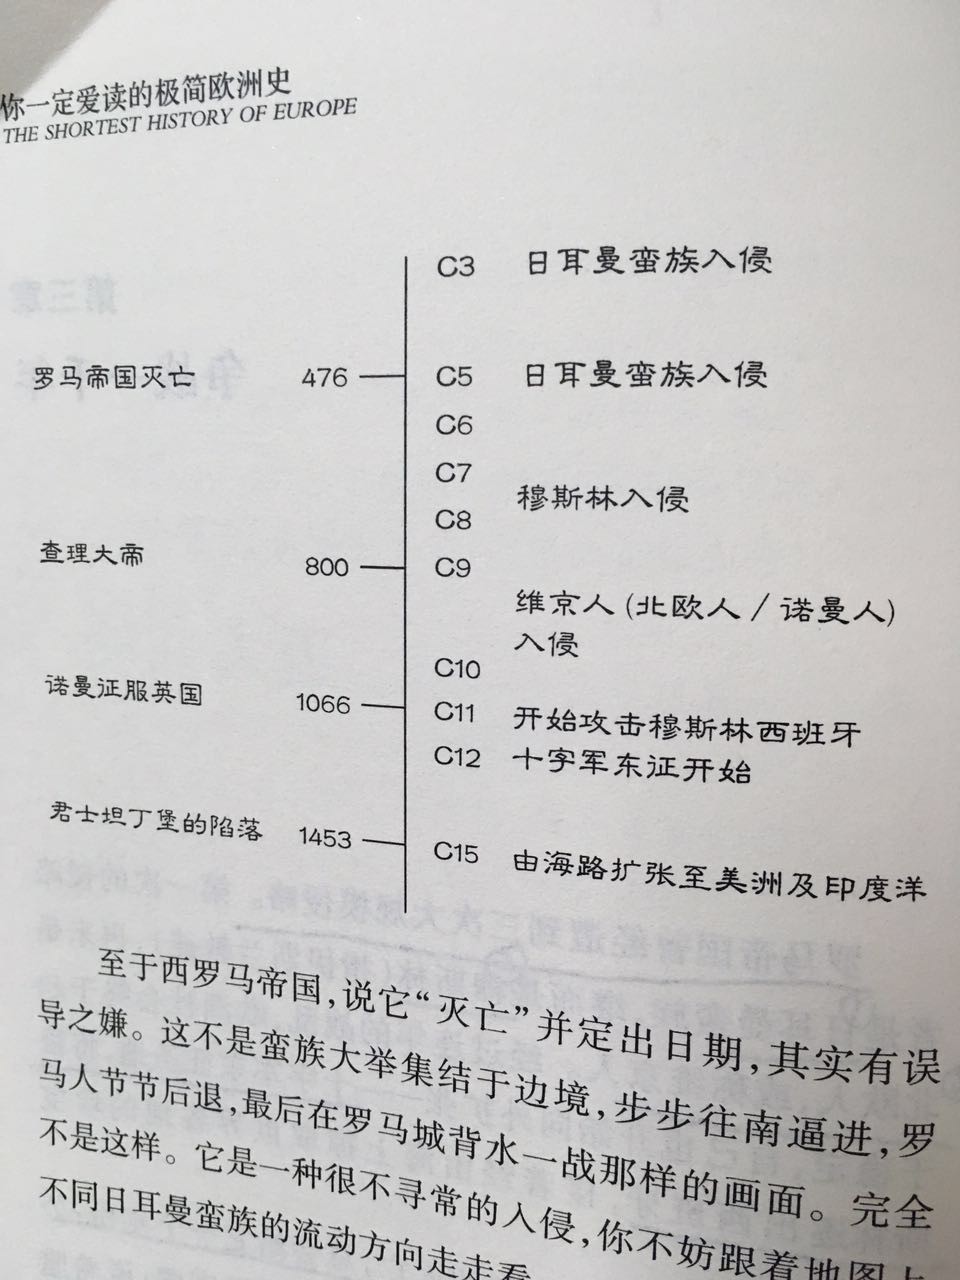 你一定爱读的极简欧洲史
THE SHORTEST HISTORY OF EUROPE
C3 日耳曼蛮族入侵
罗马帝国灭亡 476 C5 日耳曼蛮族入侵
C6
C7
穆斯林入侵
C8
查理大帝 800 C9
维京人(北欧人/诺曼人)
入侵
C10
诺曼征服英国 1066 C11 开始攻击穆斯林西班牙
C12 十字军东征开始
君士坦丁堡的陷落 1453 C15 由海路扩张至美洲及印度洋
至于西罗马帝国,说它“灭亡”并定出日期,其实有误
导之嫌。这不是蛮族大举集结于边境,步步往南逼进,罗
马人节节后退,最后在罗马城背水一战那样的画面。完全
不是这样。它是一种很不寻常的入侵,你不妨跟着地图上
不同日耳曼蛮族的流动方向走走看